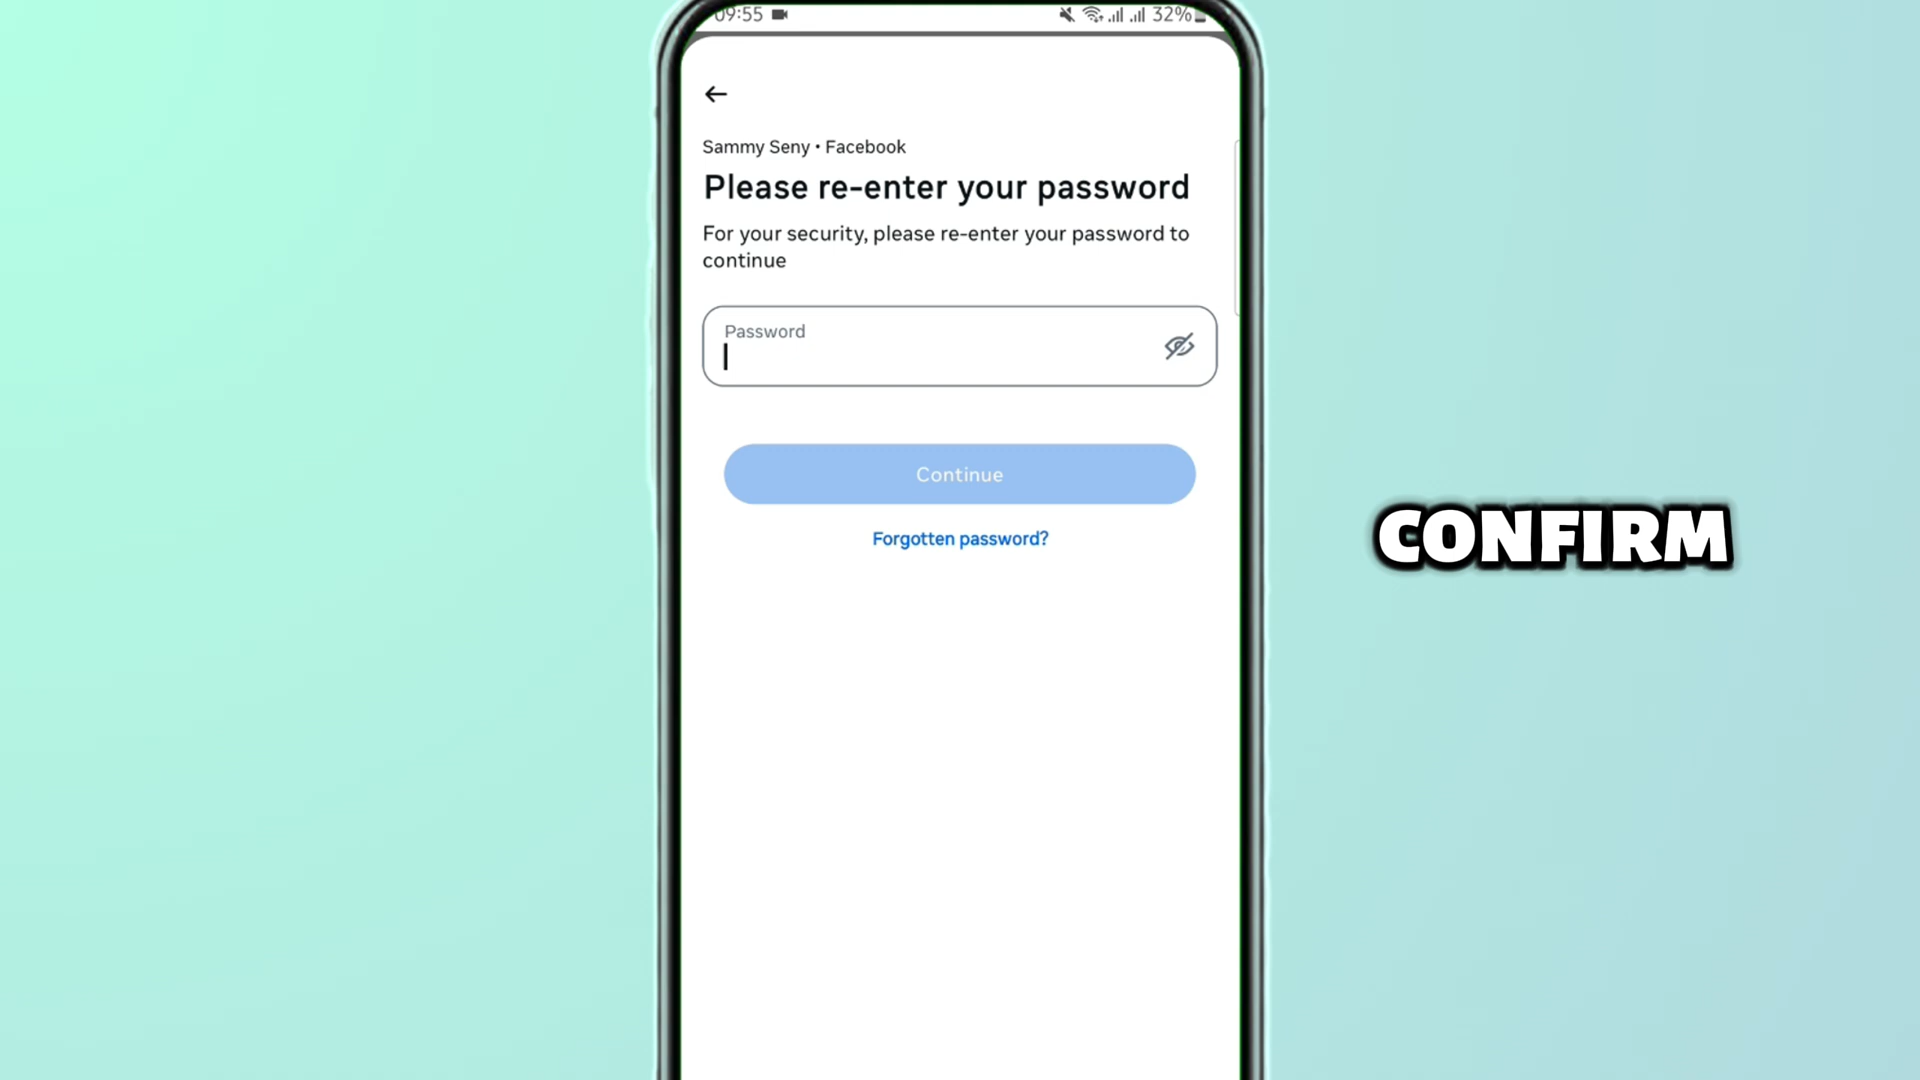 09:55 32%
Sammy Seny • Facebook
Please re-enter your password
For your security, please re-enter your password to
continue
Password
Continue
CONFIRM
Forgotten password?